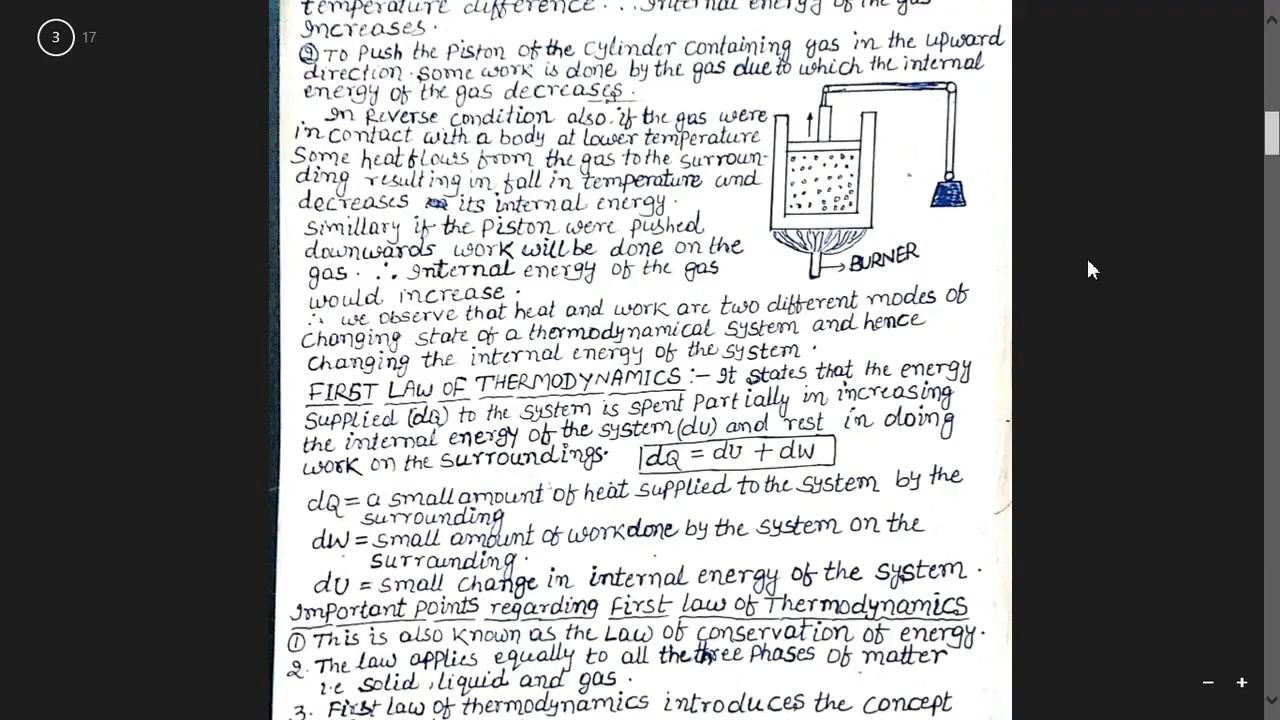 3 17
temperature difference. ∴ Internal energy of the gas
increases.
② To push the piston of the cylinder containing gas in the upward
direction. Some work is done by the gas due to which the internal
energy of the gas decreases.
In Reverse condition also. if the gas were
in contact with a body at lower temperature
Some heat flows from the gas to the surroun-
ding resulting in fall in temperature and
decreases its internal energy.
Simillary if the piston were pushed
downwards work will be done on the
gas. ∴ Internal energy of the gas
would increase.
BURNER
∴ we observe that heat and work are two different modes of
changing state of a thermodynamical system and hence
changing the internal energy of the system.
FIRST LAW OF THERMODYNAMICS :- It states that the energy
supplied (dQ) to the system is spent partially in increasing
the internal energy of the system (dU) and rest in doing
work on the surroundings. dQ = dU + dW
dQ = a small amount of heat supplied to the system by the
surrounding
dW = small amount of workdone by the system on the
surrounding.
dU = small change in internal energy of the system.
Important points regarding First law of Thermodynamics
① This is also known as the Law of conservation of energy.
2. The law applies equally to all the three phases of matter
i.e solid, liquid and gas.
3. First law of thermodynamics introduces the concept